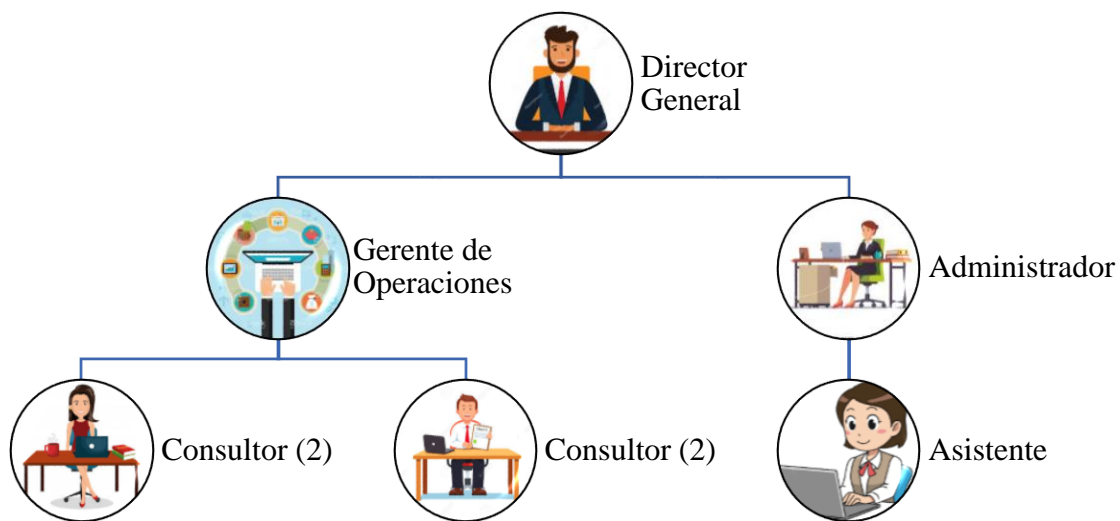 Director
General
Gerente de
Operaciones
Administrador
Consultor (2)
Consultor (2)
Asistente